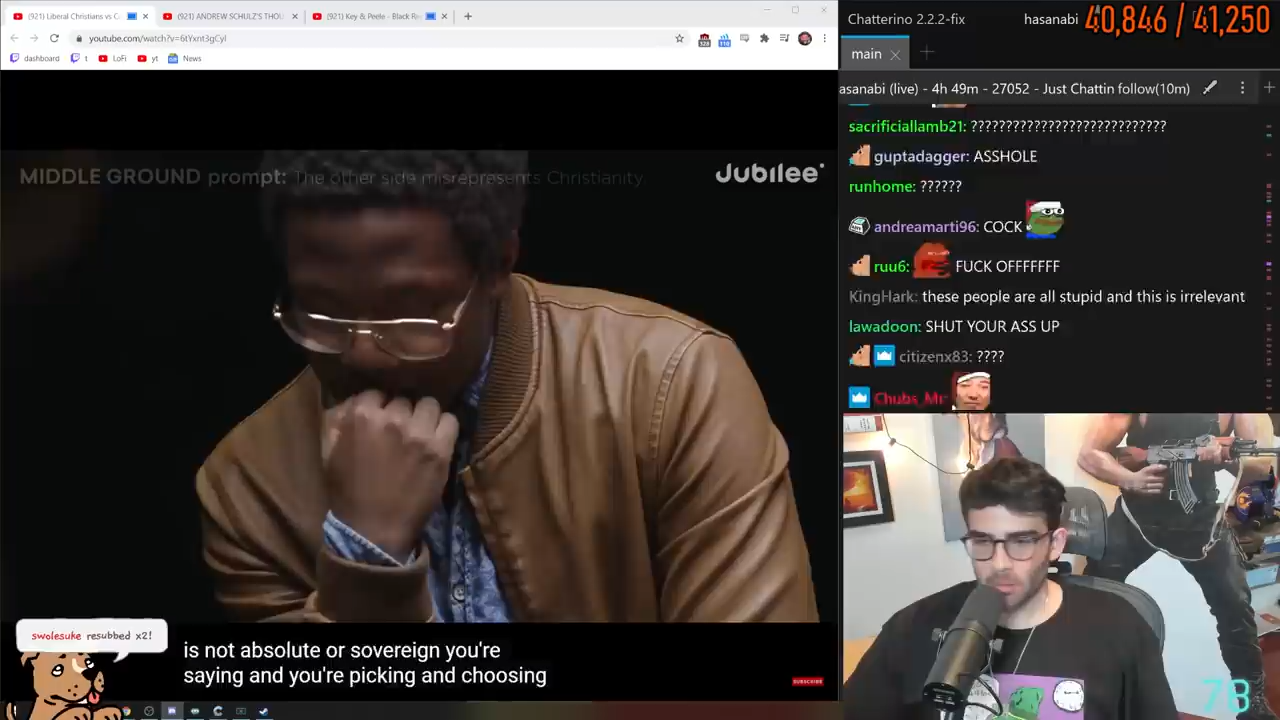 (921) Liberal Christians vs C
(921) ANDREW SCHULZ'S THOU
(921) Key & Peele - Black Re
youtube.com/watch?v=6tYxnt3gCyI
dashboard
t
LoFi
yt
News
MIDDLE GROUND prompt: The other side misrepresents Christianity.
Jubilee
swolesuke resubbed x2!
is not absolute or sovereign you're
saying and you're picking and choosing
SUBSCRIBE
Chatterino 2.2.2-fix
hasanabi
40,846 / 41,250
main
asanabi (live) - 4h 49m - 27052 - Just Chattin follow(10m)
sacrificiallamb21: ????????????????????????????
guptadagger: ASSHOLE
runhome: ??????
andreamarti96: COCK
ruu6: FUCK OFFFFFFF
KingHark: these people are all stupid and this is irrelevant
lawadoon: SHUT YOUR ASS UP
citizenx83: ????
Chubs_Mc:
78